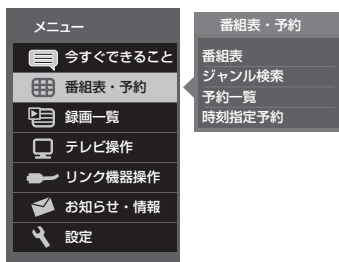 メニュー
今すぐできること
番組表・予約
録画一覧
テレビ操作
リンク機器操作
お知らせ・情報
設定
番組表・予約
番組表
ジャンル検索
予約一覧
時刻指定予約